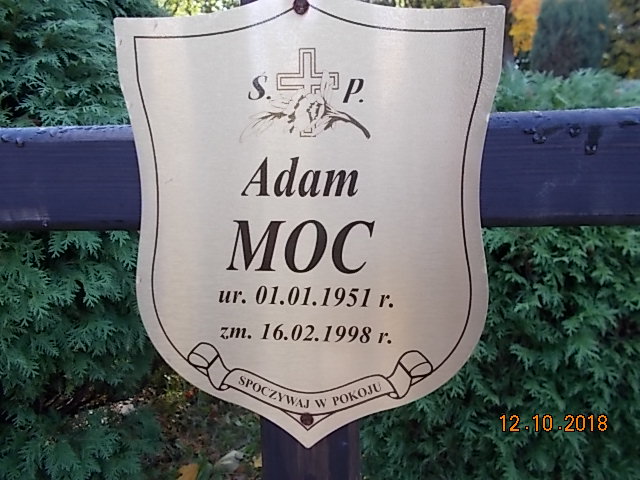 Ś. P.
Adam
MOC
ur. 01.01.1951 r.
zm. 16.02.1998 r.
SPOCZYWAJ W POKOJU
12.10.2018